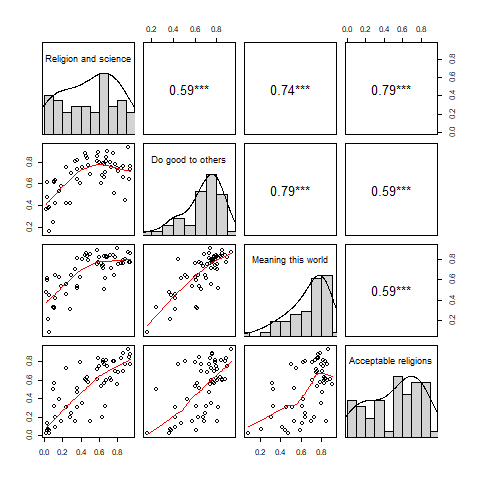 0.2 0.4 0.6 0.8
0.0 0.2 0.4 0.6 0.8
Religion and science
0.59***
0.74***
0.79***
0.0 0.2 0.4 0.6 0.8
0.2 0.4 0.6 0.8
Do good to others
0.79***
0.59***
Meaning this world
0.59***
0.2 0.4 0.6 0.8
0.0 0.2 0.4 0.6 0.8
Acceptable religions
0.0 0.2 0.4 0.6 0.8
0.2 0.4 0.6 0.8